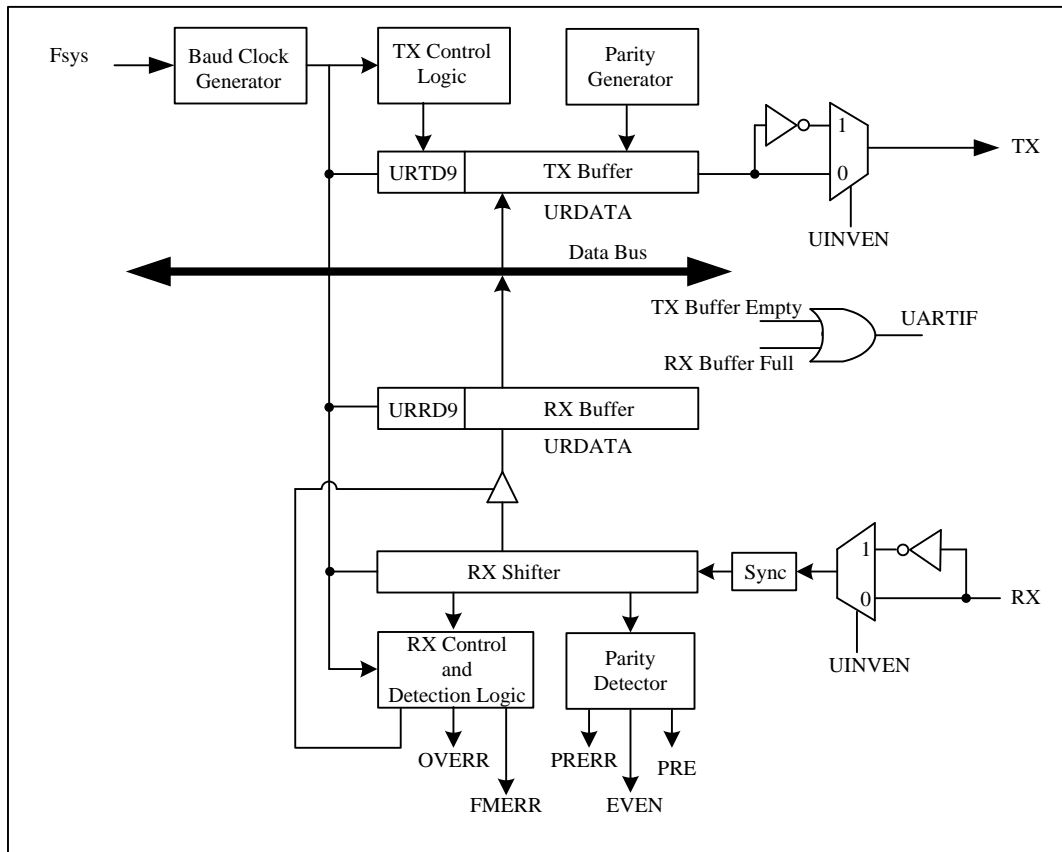 Fsys
Baud Clock
Generator
TX Control
Logic
Parity
Generator
1
TX
URTD9
TX Buffer
0
URDATA
UINVEN
Data Bus
TX Buffer Empty
UARTIF
RX Buffer Full
URRD9
RX Buffer
URDATA
1
RX Shifter
Sync
0
RX
RX Control
and
Detection Logic
Parity
Detector
UINVEN
OVERR
PRERR
PRE
FMERR
EVEN